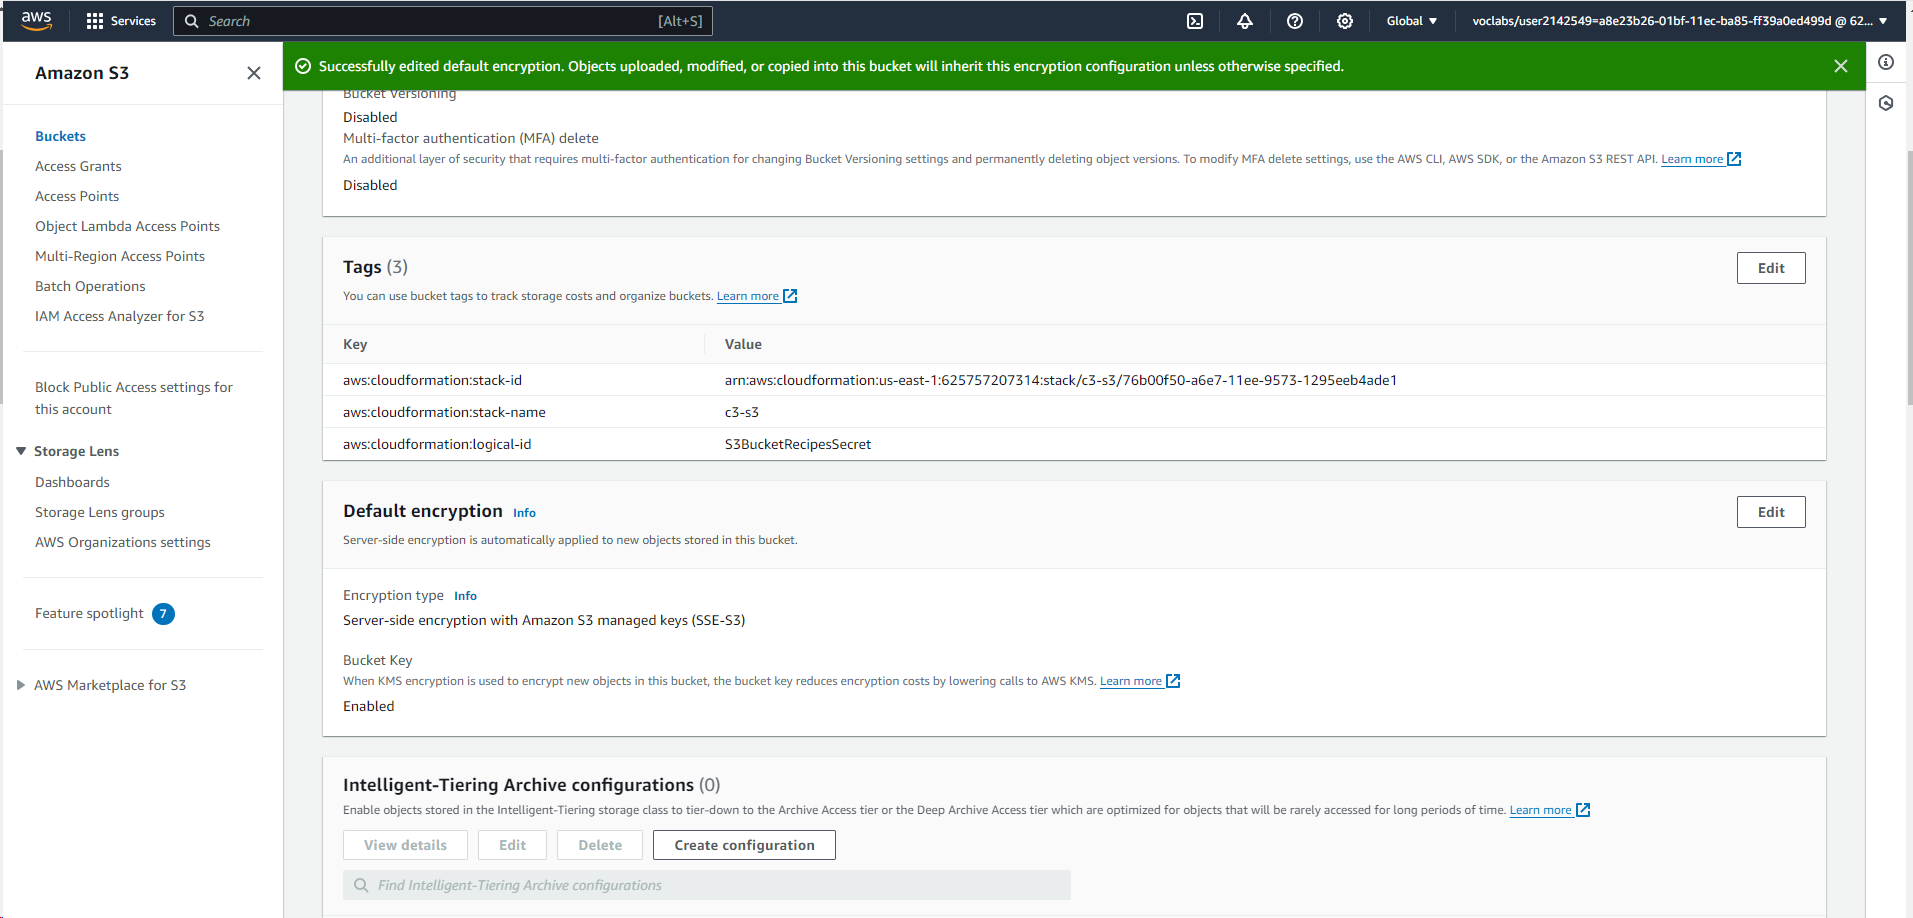 aws
Services
Search
[Alt+S]
Global
voclabs/user2142549=a8e23b26-01bf-11ec-ba85-ff39a0ed499d @ 62...
Amazon S3
Buckets
Access Grants
Access Points
Object Lambda Access Points
Multi-Region Access Points
Batch Operations
IAM Access Analyzer for S3
Block Public Access settings for
this account
Storage Lens
Dashboards
Storage Lens groups
AWS Organizations settings
Feature spotlight 7
AWS Marketplace for S3
Successfully edited default encryption. Objects uploaded, modified, or copied into this bucket will inherit this encryption configuration unless otherwise specified.
Bucket Versioning
Disabled
Multi-factor authentication (MFA) delete
An additional layer of security that requires multi-factor authentication for changing Bucket Versioning settings and permanently deleting object versions. To modify MFA delete settings, use the AWS CLI, AWS SDK, or the Amazon S3 REST API. Learn more
Disabled
Tags (3)
Edit
You can use bucket tags to track storage costs and organize buckets. Learn more
Key Value
aws:cloudformation:stack-id arn:aws:cloudformation:us-east-1:625757207314:stack/c3-s3/76b00f50-a6e7-11ee-9573-1295eeb4ade1
aws:cloudformation:stack-name c3-s3
aws:cloudformation:logical-id S3BucketRecipesSecret
Default encryption Info
Edit
Server-side encryption is automatically applied to new objects stored in this bucket.
Encryption type Info
Server-side encryption with Amazon S3 managed keys (SSE-S3)
Bucket Key
When KMS encryption is used to encrypt new objects in this bucket, the bucket key reduces encryption costs by lowering calls to AWS KMS. Learn more
Enabled
Intelligent-Tiering Archive configurations (0)
Enable objects stored in the Intelligent-Tiering storage class to tier-down to the Archive Access tier or the Deep Archive Access tier which are optimized for objects that will be rarely accessed for long periods of time. Learn more
View details Edit Delete Create configuration
Find Intelligent-Tiering Archive configurations